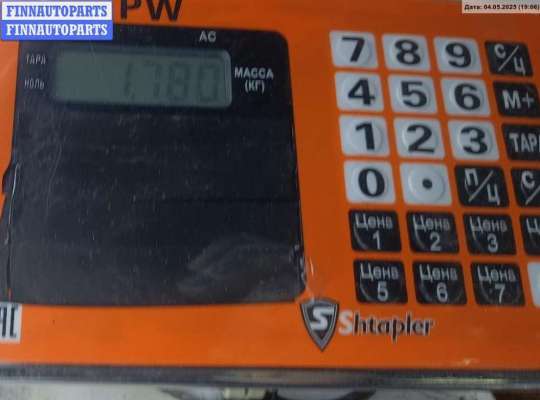 FINNAUTOPARTS
FINNAUTOPARTS
PW
Дата: 04.05.2025 (19:06)
AC
ТАРА
НОЛЬ
1.780
МАССА
(КГ)
7 8 9 С/Ц
4 5 6 М+
1 2 3 ТАРА
0 • П/Ц
Цена 1 Цена 2 Цена 3
Цена 5 Цена 6 Цена 7
S Shtapler